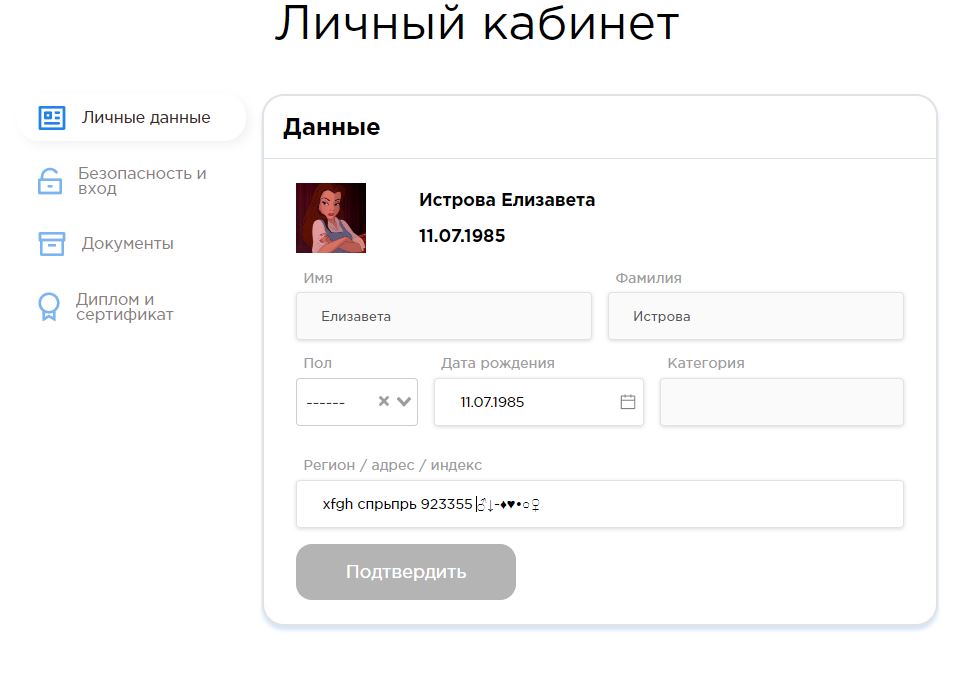 Личный кабинет
Личные данные
Безопасность и
вход
Документы
Диплом и
сертификат
Данные
Истрова Елизавета
11.07.1985
Имя
Фамилия
Елизавета
Истрова
Пол
Дата рождения
Категория
------
11.07.1985
Регион / адрес / индекс
xfgh спрьпрь 923355 ♂↓-♦♥•○♀
Подтвердить